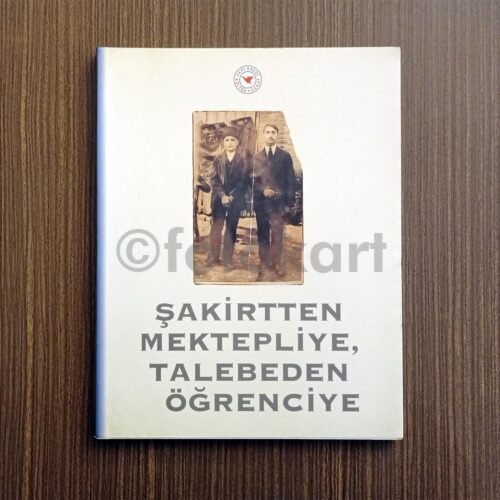 ŞAKİRTTEN
MEKTEPLİYE,
TALEBEDEN
ÖĞRENCİYE